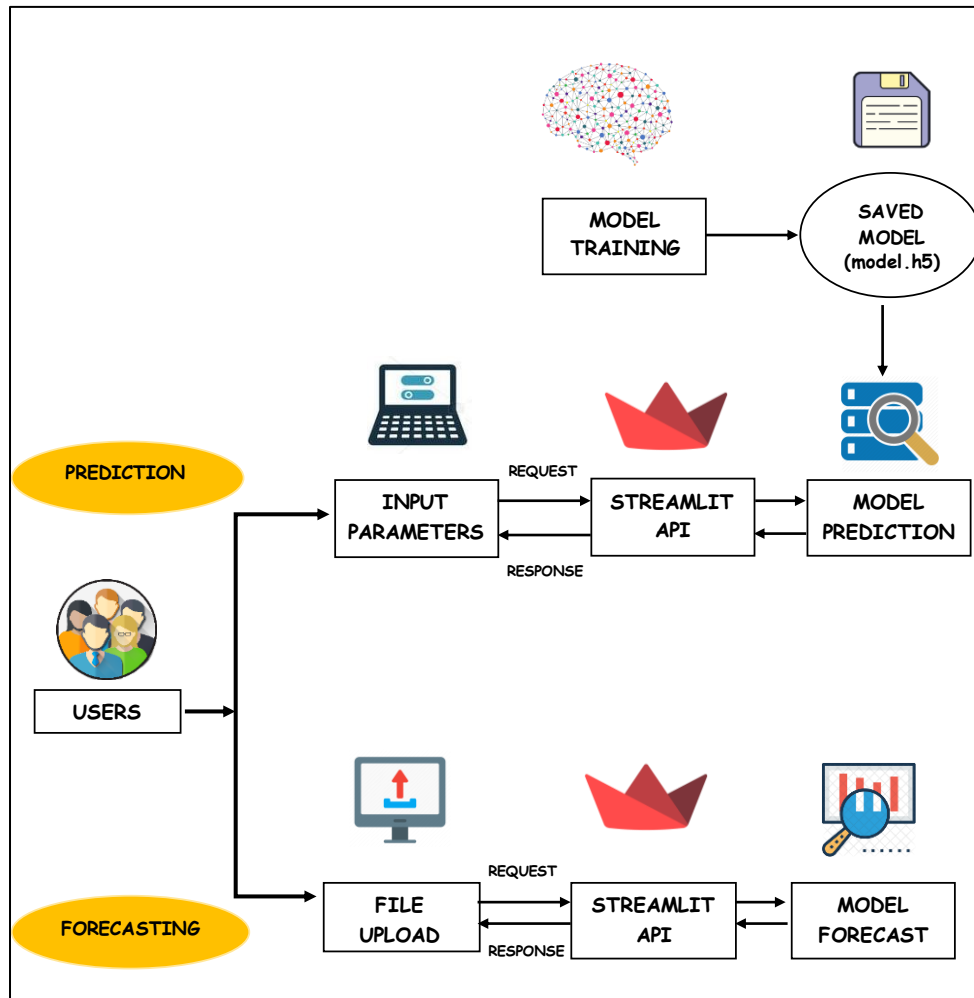 MODEL
TRAINING
SAVED
MODEL
(model.h5)
PREDICTION
REQUEST
INPUT
PARAMETERS
STREAMLIT
API
MODEL
PREDICTION
RESPONSE
USERS
REQUEST
FORECASTING
FILE
UPLOAD
STREAMLIT
API
MODEL
FORECAST
RESPONSE